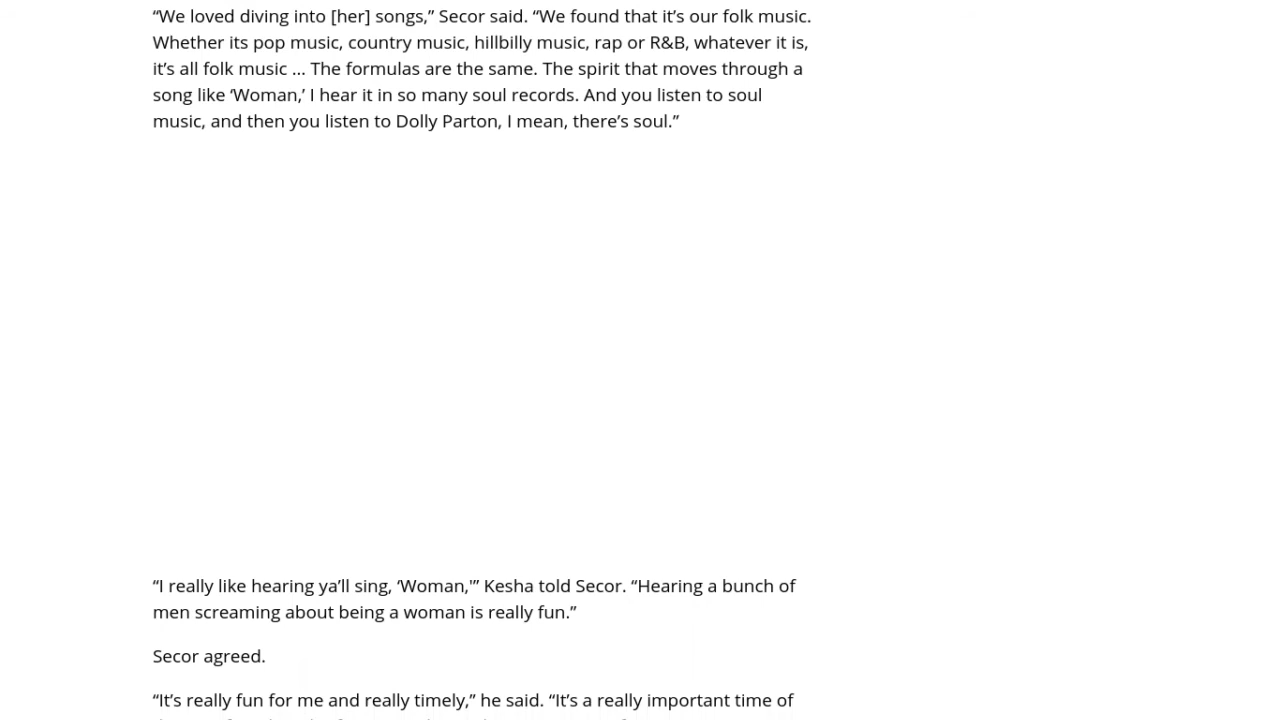 “We loved diving into [her] songs,” Secor said. “We found that it’s our folk music.
Whether its pop music, country music, hillbilly music, rap or R&B, whatever it is,
it’s all folk music … The formulas are the same. The spirit that moves through a
song like ‘Woman,’ I hear it in so many soul records. And you listen to soul
music, and then you listen to Dolly Parton, I mean, there’s soul.”
“I really like hearing ya’ll sing, ‘Woman,'” Kesha told Secor. “Hearing a bunch of
men screaming about being a woman is really fun.”
Secor agreed.
“It’s really fun for me and really timely,” he said. “It’s a really important time of